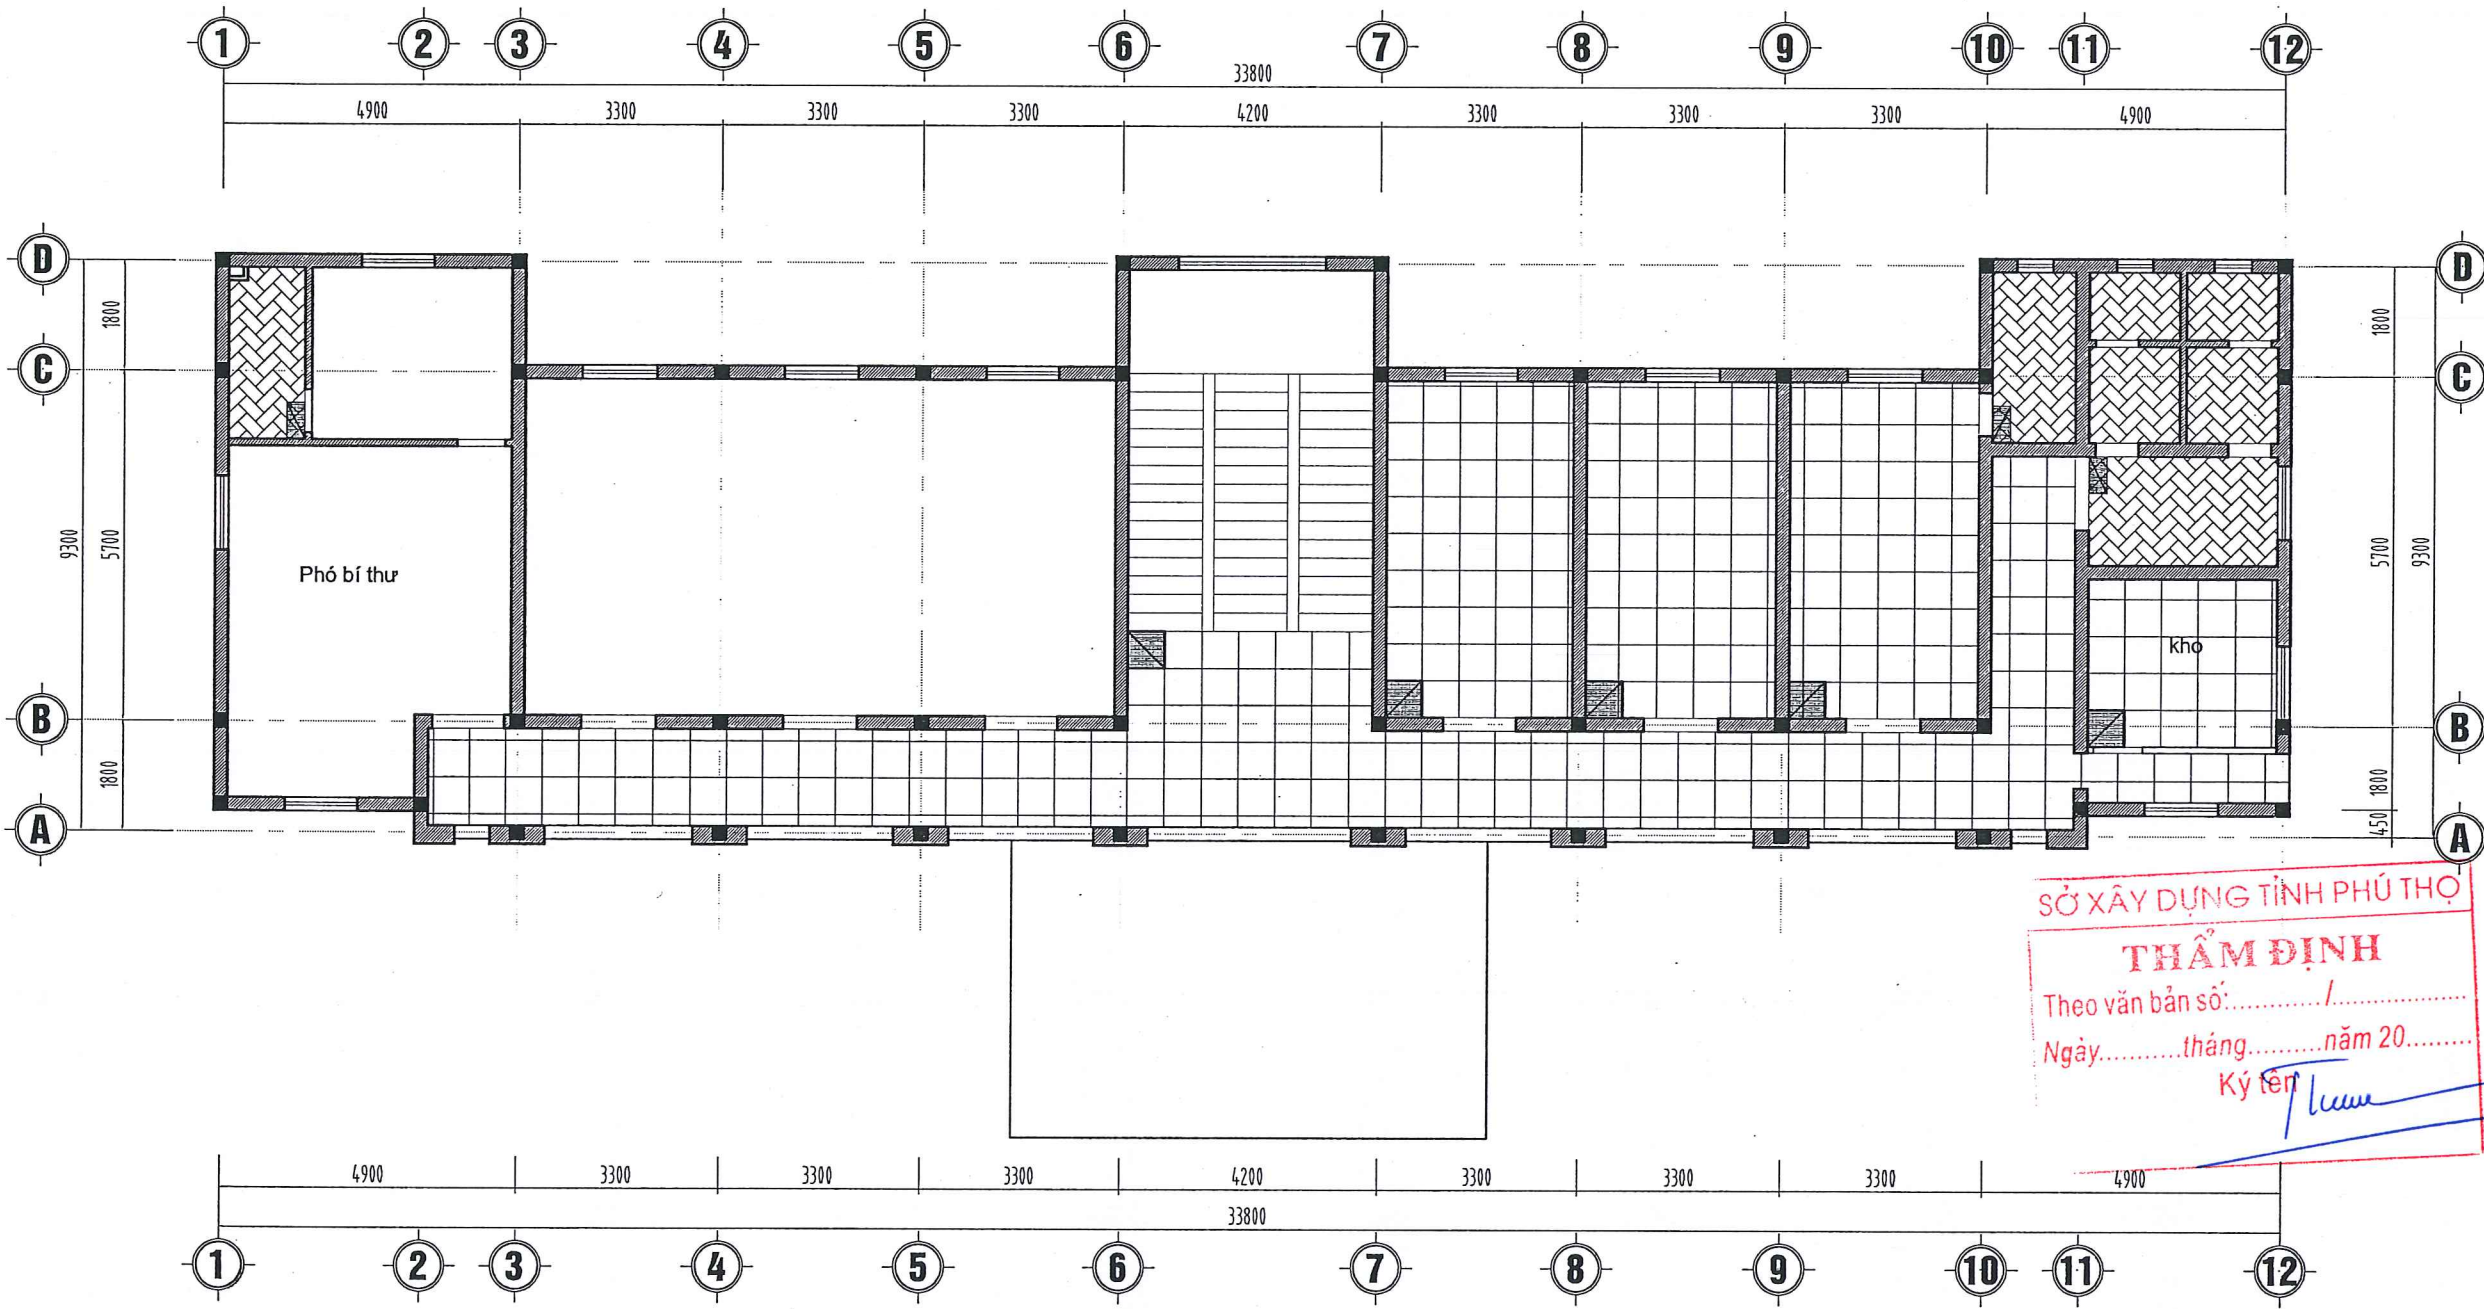 1 2 3 4 5 6 7 8 9 10 11 12
33800
4900 3300 3300 3300 4200 3300 3300 3300 4900
D D
1800 1800
C C
9300 5700 5700 9300
Phó bí thư
kho
B B
1800 1800
450
A A
SỞ XÂY DỰNG TỈNH PHÚ THỌ
THẨM ĐỊNH
Theo văn bản số:............/..................
Ngày...........tháng..........năm 20.........
Ký tên
4900 3300 3300 3300 4200 3300 3300 3300 4900
33800
1 2 3 4 5 6 7 8 9 10 11 12